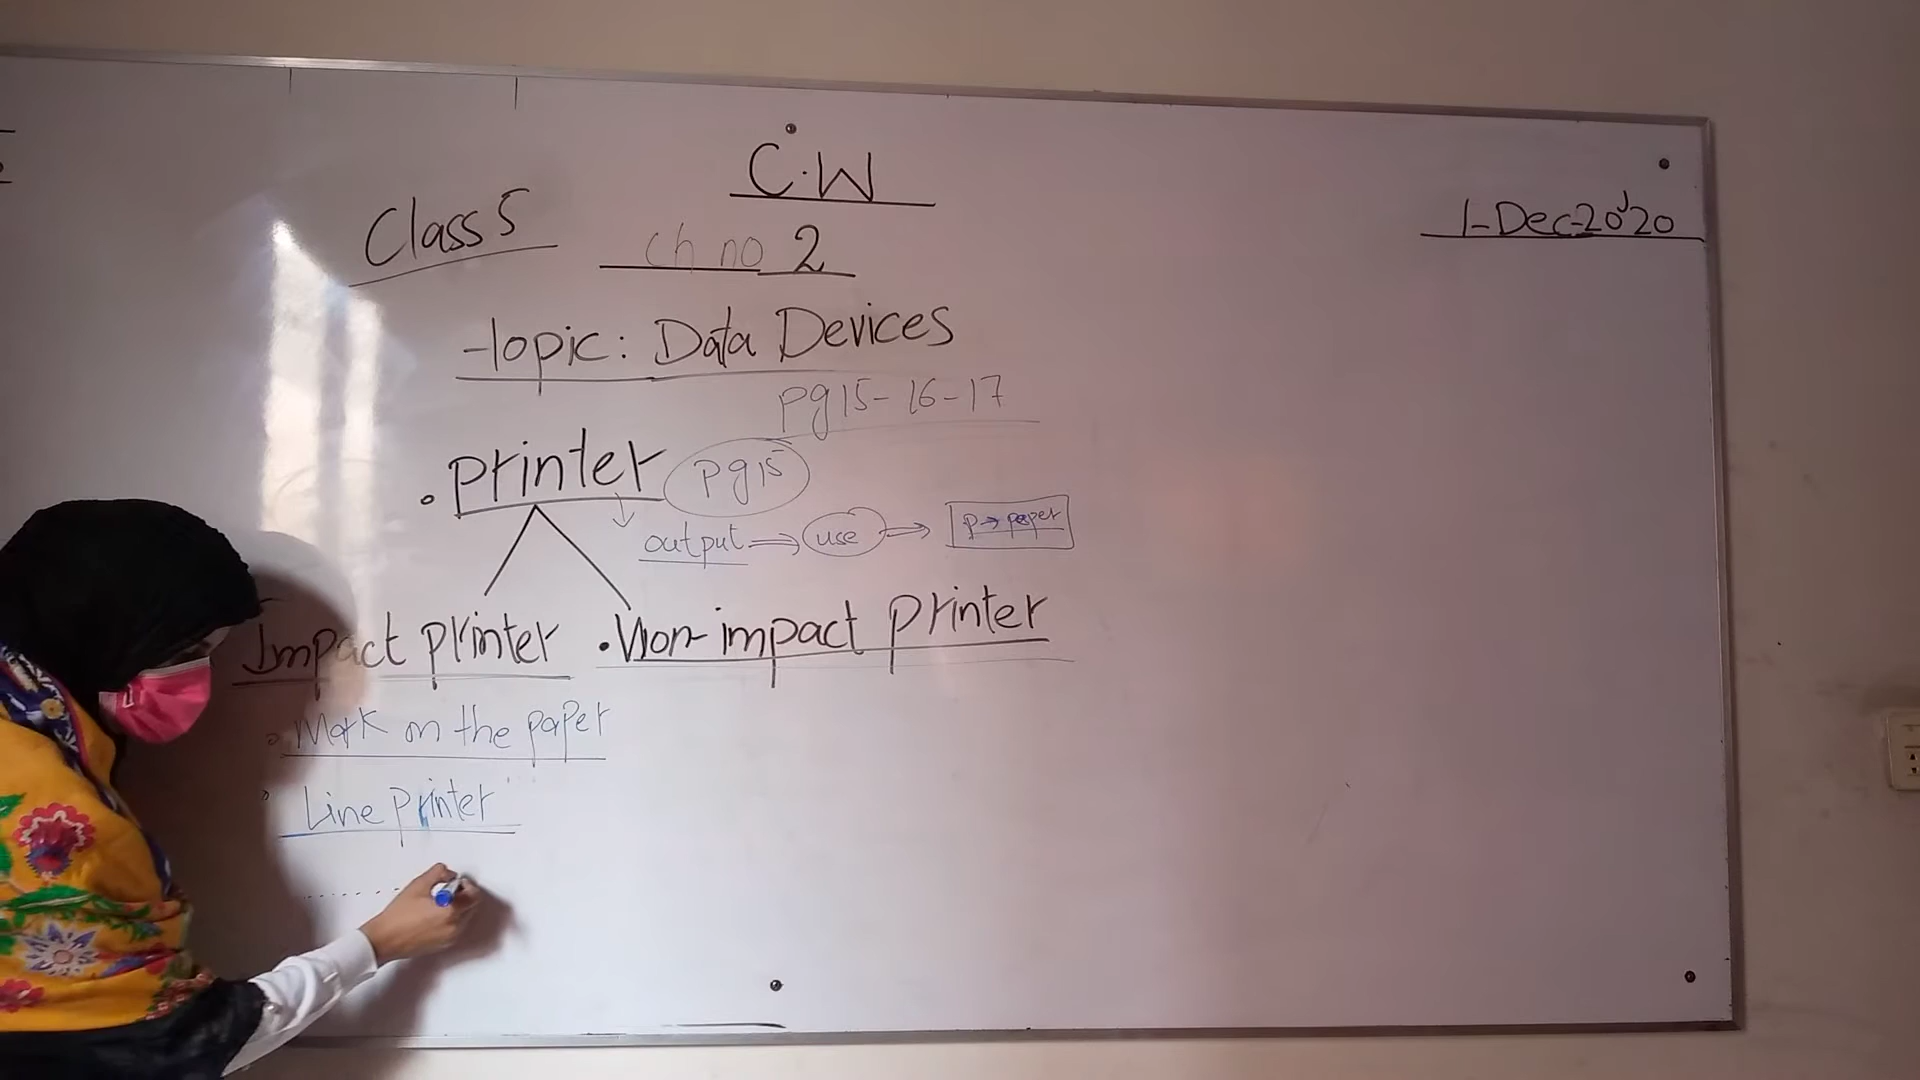 C.W
1-Dec-2020
Class 5
ch no 2
Topic: Data Devices
pg 15-16-17
. printer pg 15
output ⇒ use ⇒ P → paper
Impact printer . Non-impact printer
. Mark on the paper
. Line printer